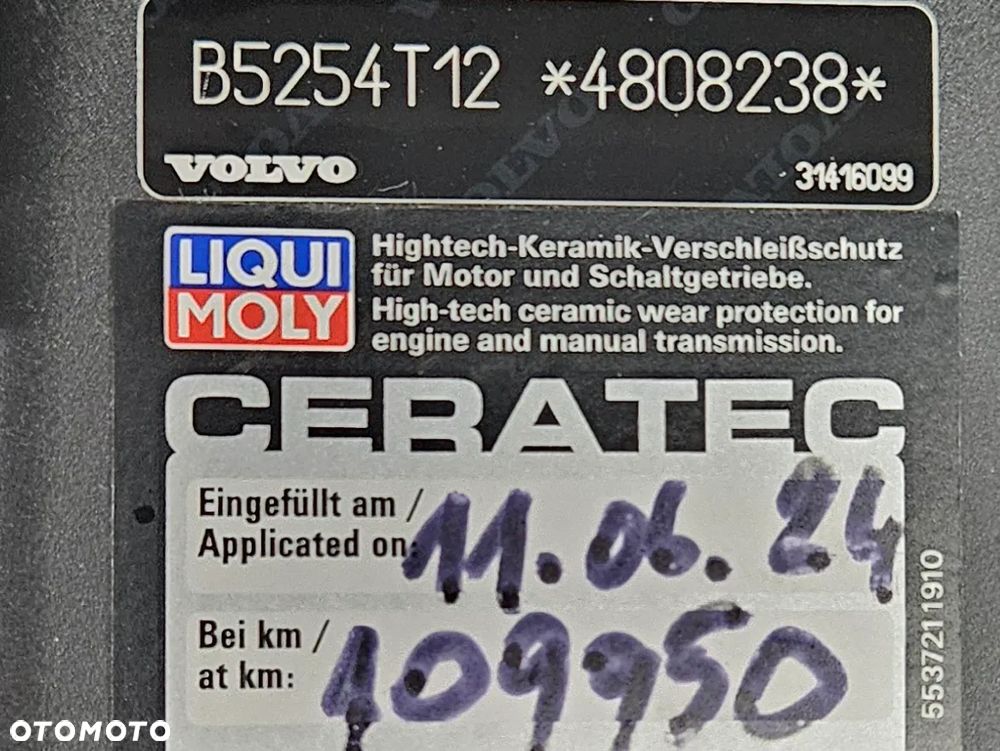 B5254T12 *4808238*
VOLVO 31416099
LIQUI
MOLY
Hightech-Keramik-Verschleißschutz
für Motor und Schaltgetriebe.
High-tech ceramic wear protection for
engine and manual transmission.
CERATEC
Eingefüllt am /
Applicated on: 11.06.24
Bei km /
at km: 109950
5537211910
OTOMOTO